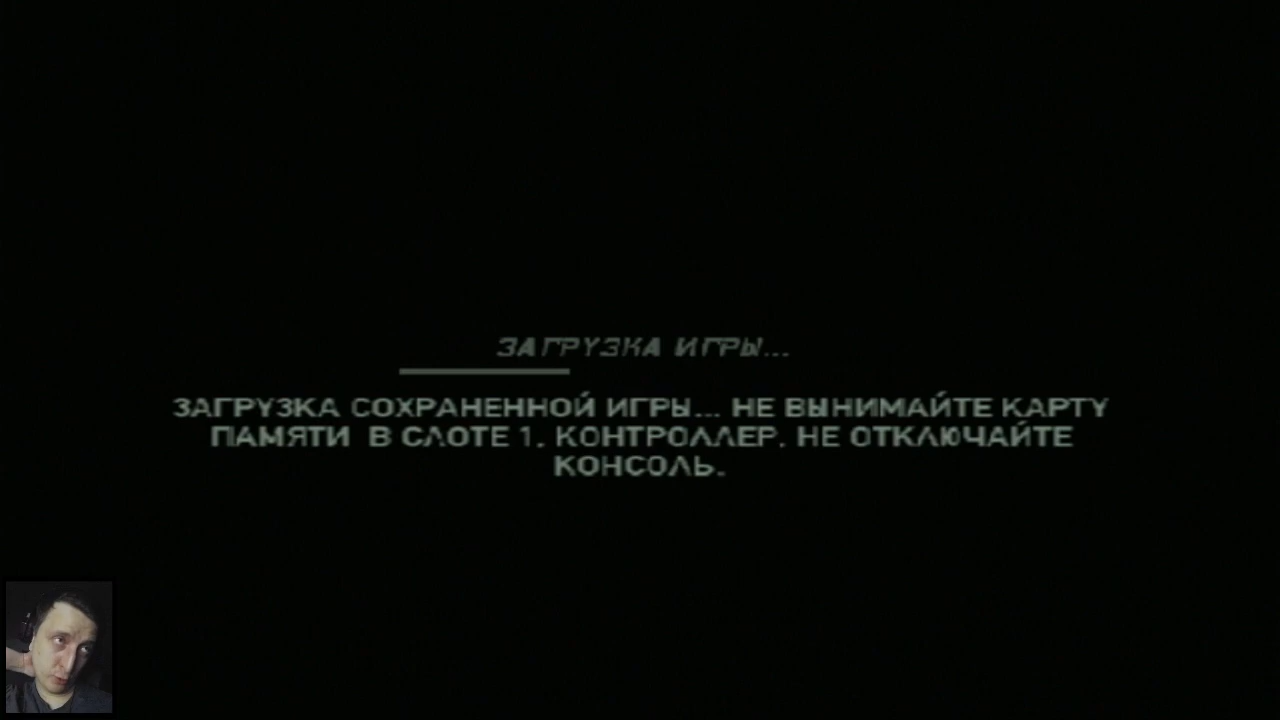 ЗАГРУЗКА ИГРЫ...
ЗАГРУЗКА СОХРАНЕННОЙ ИГРЫ... НЕ ВЫНИМАЙТЕ КАРТУ
ПАМЯТИ В СЛОТЕ 1. КОНТРОЛЛЕР. НЕ ОТКЛЮЧАЙТЕ
КОНСОЛЬ.